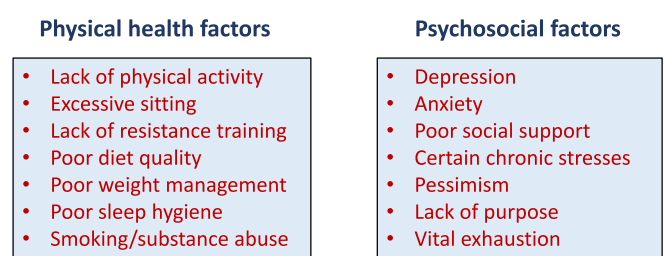 Physical health factors
• Lack of physical activity
• Excessive sitting
• Lack of resistance training
• Poor diet quality
• Poor weight management
• Poor sleep hygiene
• Smoking/substance abuse
Psychosocial factors
• Depression
• Anxiety
• Poor social support
• Certain chronic stresses
• Pessimism
• Lack of purpose
• Vital exhaustion